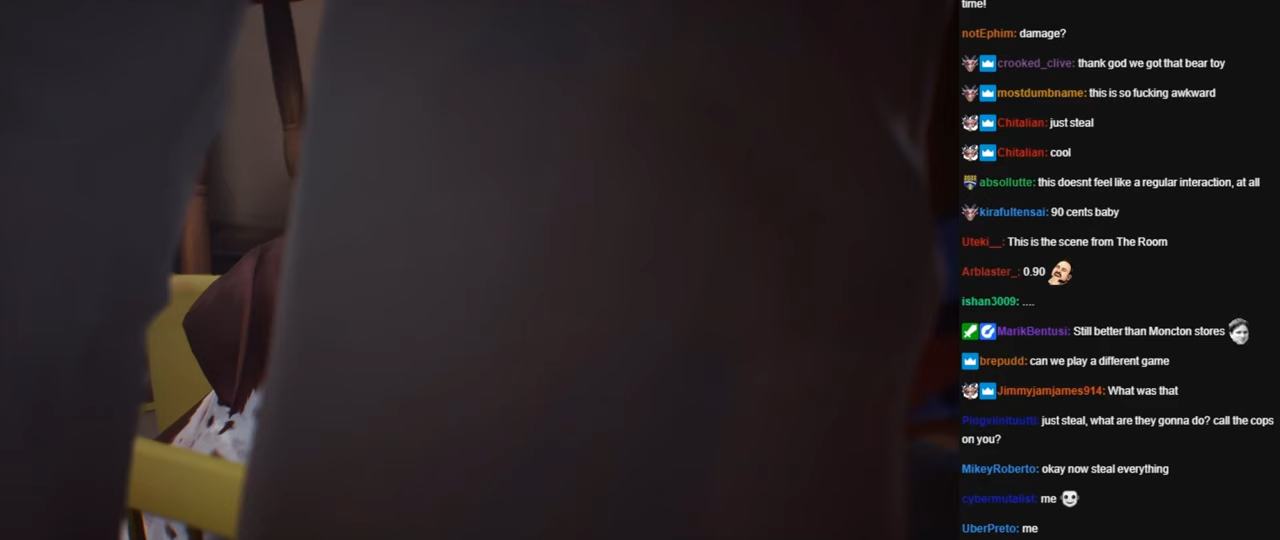 time!
notEphim: damage?
crooked_clive: thank god we got that bear toy
mostdumbname: this is so fucking awkward
Chitalian: just steal
Chitalian: cool
absollutte: this doesnt feel like a regular interaction, at all
kirafultensai: 90 cents baby
Uteki__: This is the scene from The Room
Arblaster_: 0.90
ishan3009: ....
MarikBentusi: Still better than Moncton stores
brepudd: can we play a different game
Jimmyjamjames914: What was that
just steal, what are they gonna do? call the cops
on you?
MikeyRoberto: okay now steal everything
cybermutalist: me
UberPreto: me